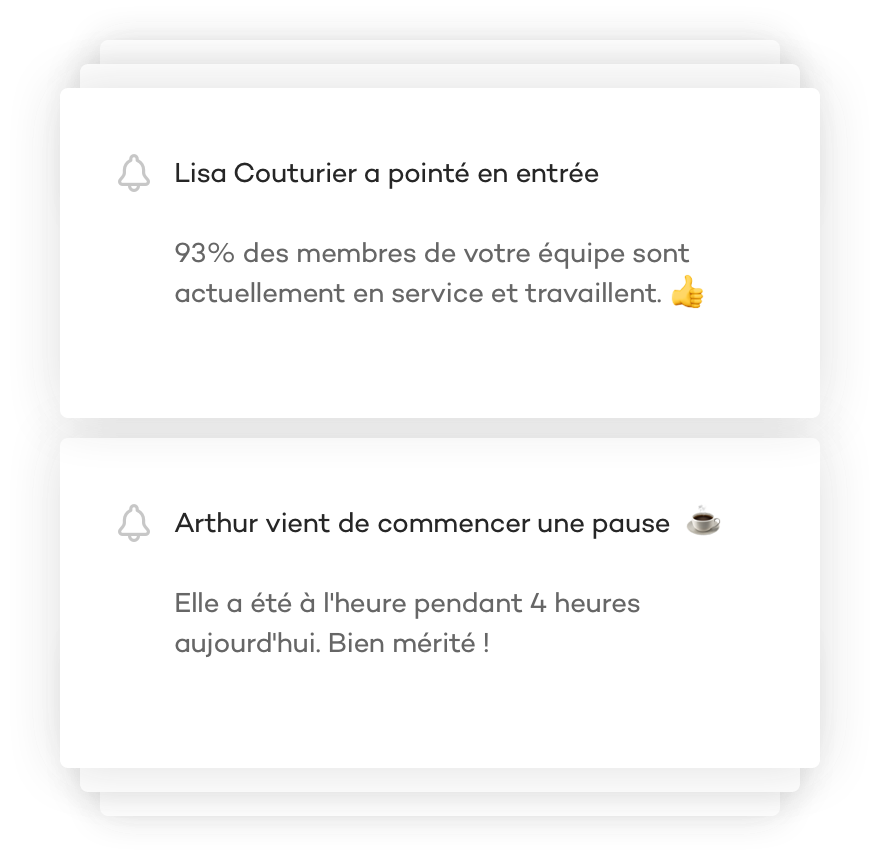 Lisa Couturier a pointé en entrée
93% des membres de votre équipe sont
actuellement en service et travaillent. 👍
Arthur vient de commencer une pause ☕
Elle a été à l'heure pendant 4 heures
aujourd'hui. Bien mérité !